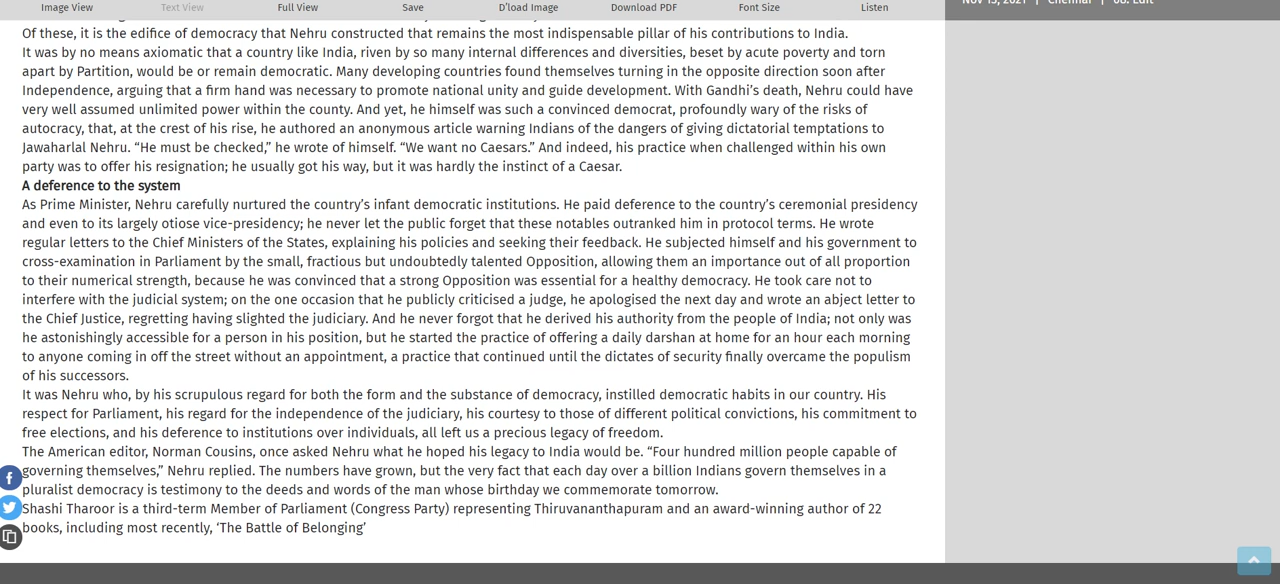 Image View Text View Full View Save D'load Image Download PDF Font Size Listen
Nov 13, 2021 | Chennai | 08: Edit
Of these, it is the edifice of democracy that Nehru constructed that remains the most indispensable pillar of his contributions to India.
It was by no means axiomatic that a country like India, riven by so many internal differences and diversities, beset by acute poverty and torn
apart by Partition, would be or remain democratic. Many developing countries found themselves turning in the opposite direction soon after
Independence, arguing that a firm hand was necessary to promote national unity and guide development. With Gandhi’s death, Nehru could have
very well assumed unlimited power within the county. And yet, he himself was such a convinced democrat, profoundly wary of the risks of
autocracy, that, at the crest of his rise, he authored an anonymous article warning Indians of the dangers of giving dictatorial temptations to
Jawaharlal Nehru. “He must be checked,” he wrote of himself. “We want no Caesars.” And indeed, his practice when challenged within his own
party was to offer his resignation; he usually got his way, but it was hardly the instinct of a Caesar.
A deference to the system
As Prime Minister, Nehru carefully nurtured the country’s infant democratic institutions. He paid deference to the country’s ceremonial presidency
and even to its largely otiose vice-presidency; he never let the public forget that these notables outranked him in protocol terms. He wrote
regular letters to the Chief Ministers of the States, explaining his policies and seeking their feedback. He subjected himself and his government to
cross-examination in Parliament by the small, fractious but undoubtedly talented Opposition, allowing them an importance out of all proportion
to their numerical strength, because he was convinced that a strong Opposition was essential for a healthy democracy. He took care not to
interfere with the judicial system; on the one occasion that he publicly criticised a judge, he apologised the next day and wrote an abject letter to
the Chief Justice, regretting having slighted the judiciary. And he never forgot that he derived his authority from the people of India; not only was
he astonishingly accessible for a person in his position, but he started the practice of offering a daily darshan at home for an hour each morning
to anyone coming in off the street without an appointment, a practice that continued until the dictates of security finally overcame the populism
of his successors.
It was Nehru who, by his scrupulous regard for both the form and the substance of democracy, instilled democratic habits in our country. His
respect for Parliament, his regard for the independence of the judiciary, his courtesy to those of different political convictions, his commitment to
free elections, and his deference to institutions over individuals, all left us a precious legacy of freedom.
The American editor, Norman Cousins, once asked Nehru what he hoped his legacy to India would be. “Four hundred million people capable of
governing themselves,” Nehru replied. The numbers have grown, but the very fact that each day over a billion Indians govern themselves in a
pluralist democracy is testimony to the deeds and words of the man whose birthday we commemorate tomorrow.
Shashi Tharoor is a third-term Member of Parliament (Congress Party) representing Thiruvananthapuram and an award-winning author of 22
books, including most recently, ‘The Battle of Belonging’